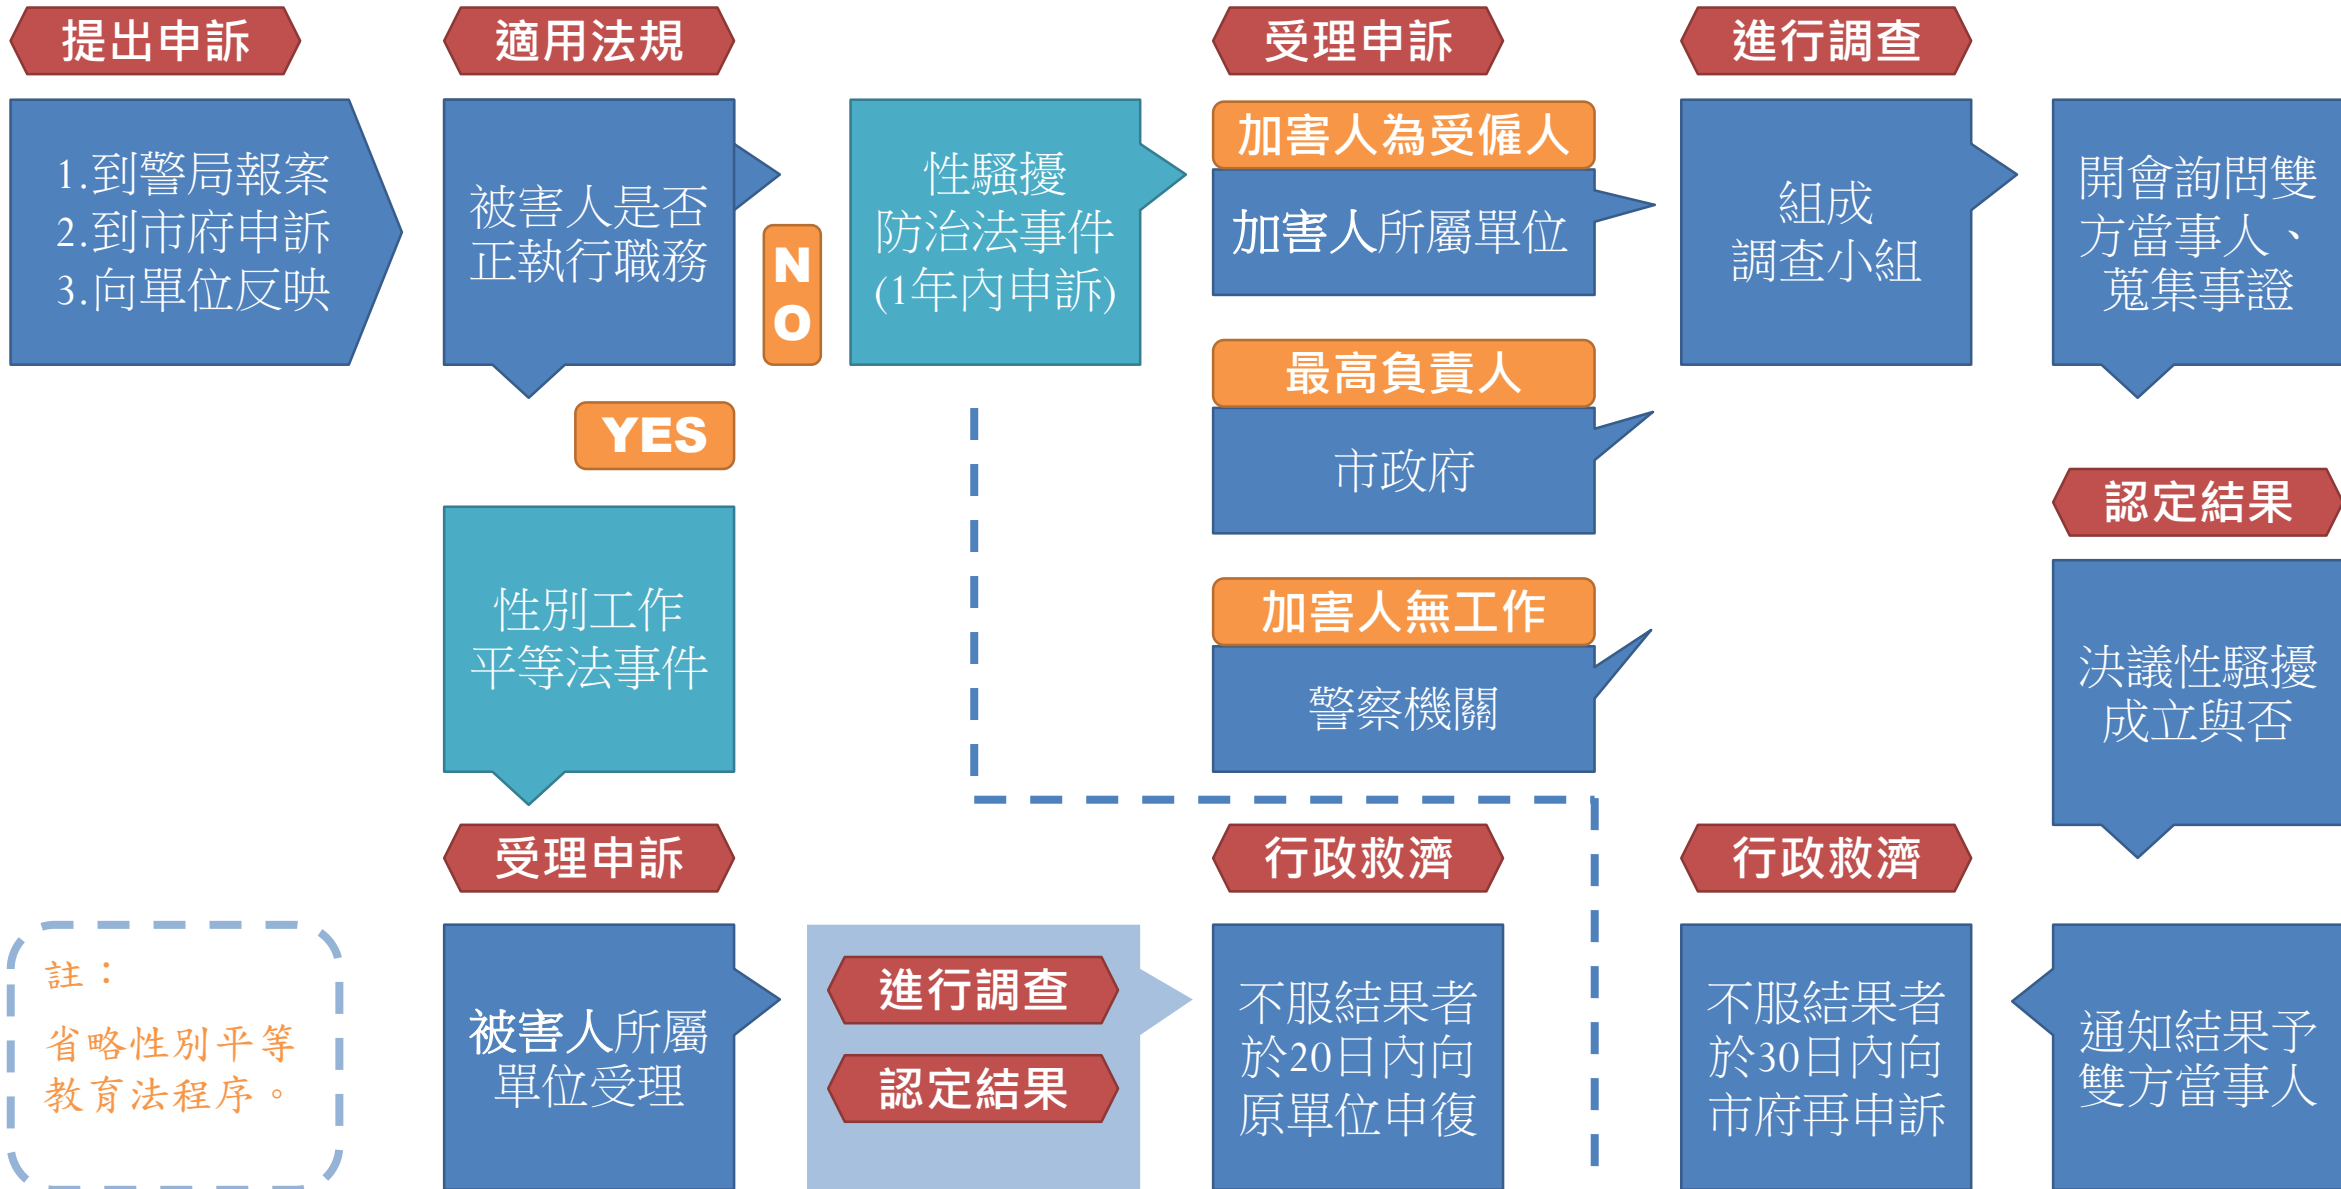 提出申訴
1.到警局報案
2.到市府申訴
3.向單位反映
適用法規
被害人是否
正執行職務
NO
YES
性騷擾
防治法事件
(1年內申訴)
受理申訴
加害人為受僱人
加害人所屬單位
最高負責人
市政府
加害人無工作
警察機關
進行調查
組成
調查小組
開會詢問雙
方當事人、
蒐集事證
認定結果
決議性騷擾
成立與否
通知結果予
雙方當事人
行政救濟
不服結果者
於30日內向
市府再申訴
性別工作
平等法事件
受理申訴
被害人所屬
單位受理
進行調查
認定結果
行政救濟
不服結果者
於20日內向
原單位申復
註：
省略性別平等
教育法程序。